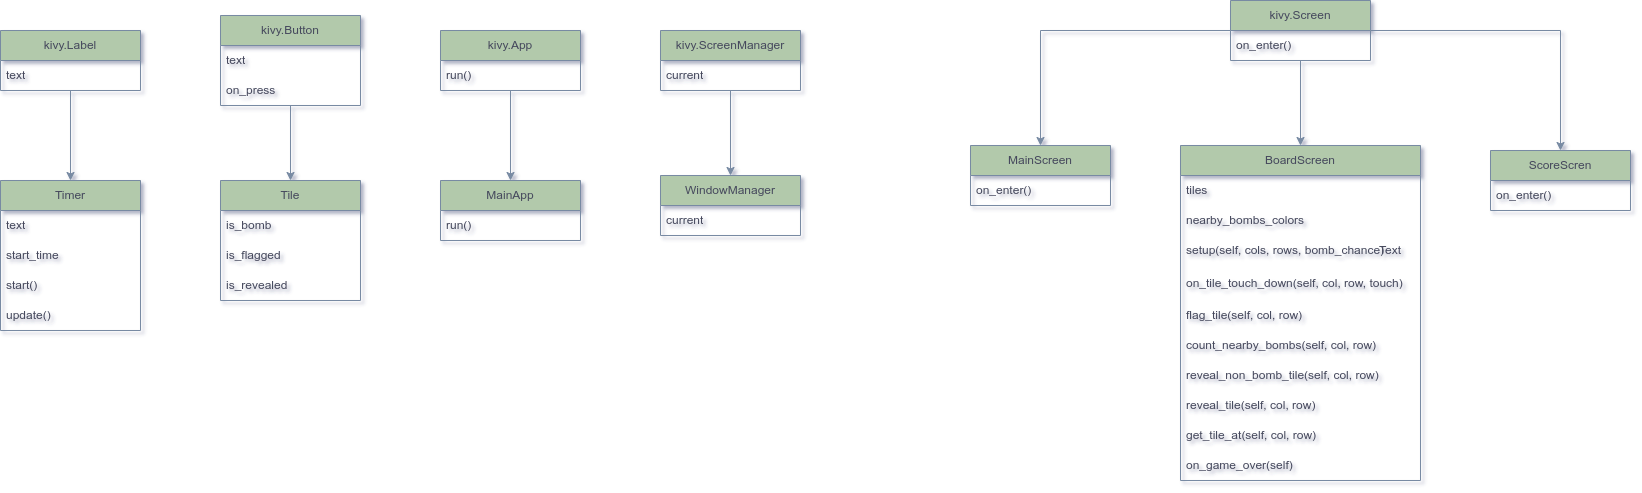 kivy.Label
text
Timer
text
start_time
start()
update()
kivy.Button
text
on_press
Tile
is_bomb
is_flagged
is_revealed
kivy.App
run()
MainApp
run()
kivy.ScreenManager
current
WindowManager
current
kivy.Screen
on_enter()
MainScreen
on_enter()
BoardScreen
tiles
nearby_bombs_colors
setup(self, cols, rows, bomb_chance)Text
on_tile_touch_down(self, col, row, touch)
flag_tile(self, col, row)
count_nearby_bombs(self, col, row)
reveal_non_bomb_tile(self, col, row)
reveal_tile(self, col, row)
get_tile_at(self, col, row)
on_game_over(self)
ScoreScren
on_enter()